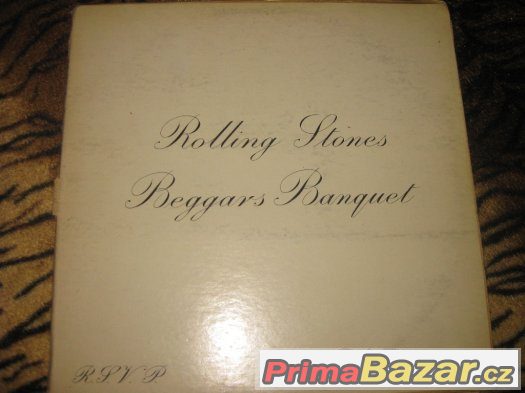 Rolling Stones
Beggars Banquet
R.S.V.P
PrimaBazar.cz